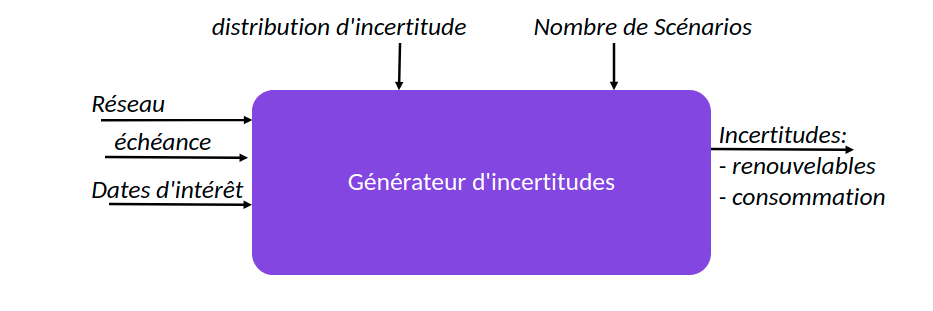 distribution d'incertitude
Nombre de Scénarios
Réseau
échéance
Dates d'intérêt
Générateur d'incertitudes
Incertitudes:
- renouvelables
- consommation